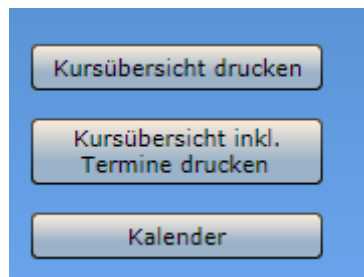 Kursübersicht drucken
Kursübersicht inkl.
Termine drucken
Kalender